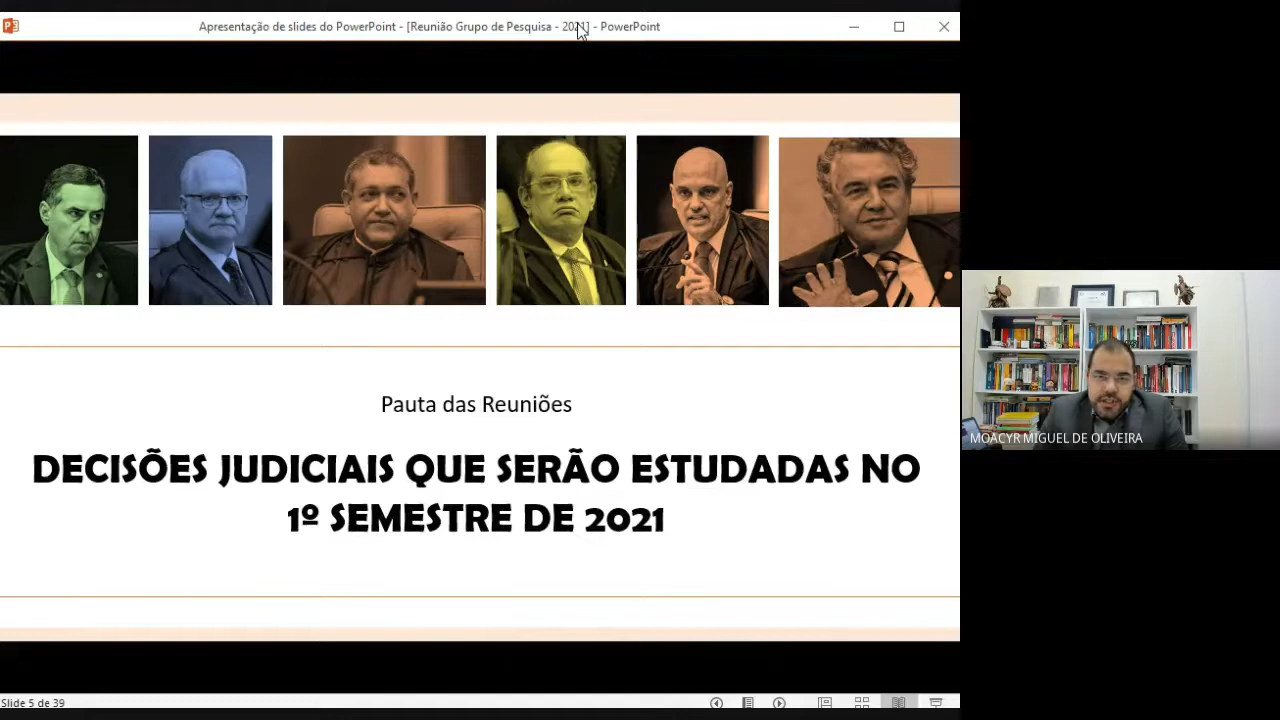 Apresentação de slides do PowerPoint - [Reunião Grupo de Pesquisa - 2021] - PowerPoint
Pauta das Reuniões
DECISÕES JUDICIAIS QUE SERÃO ESTUDADAS NO
1º SEMESTRE DE 2021
MOACYR MIGUEL DE OLIVEIRA
Slide 5 de 39